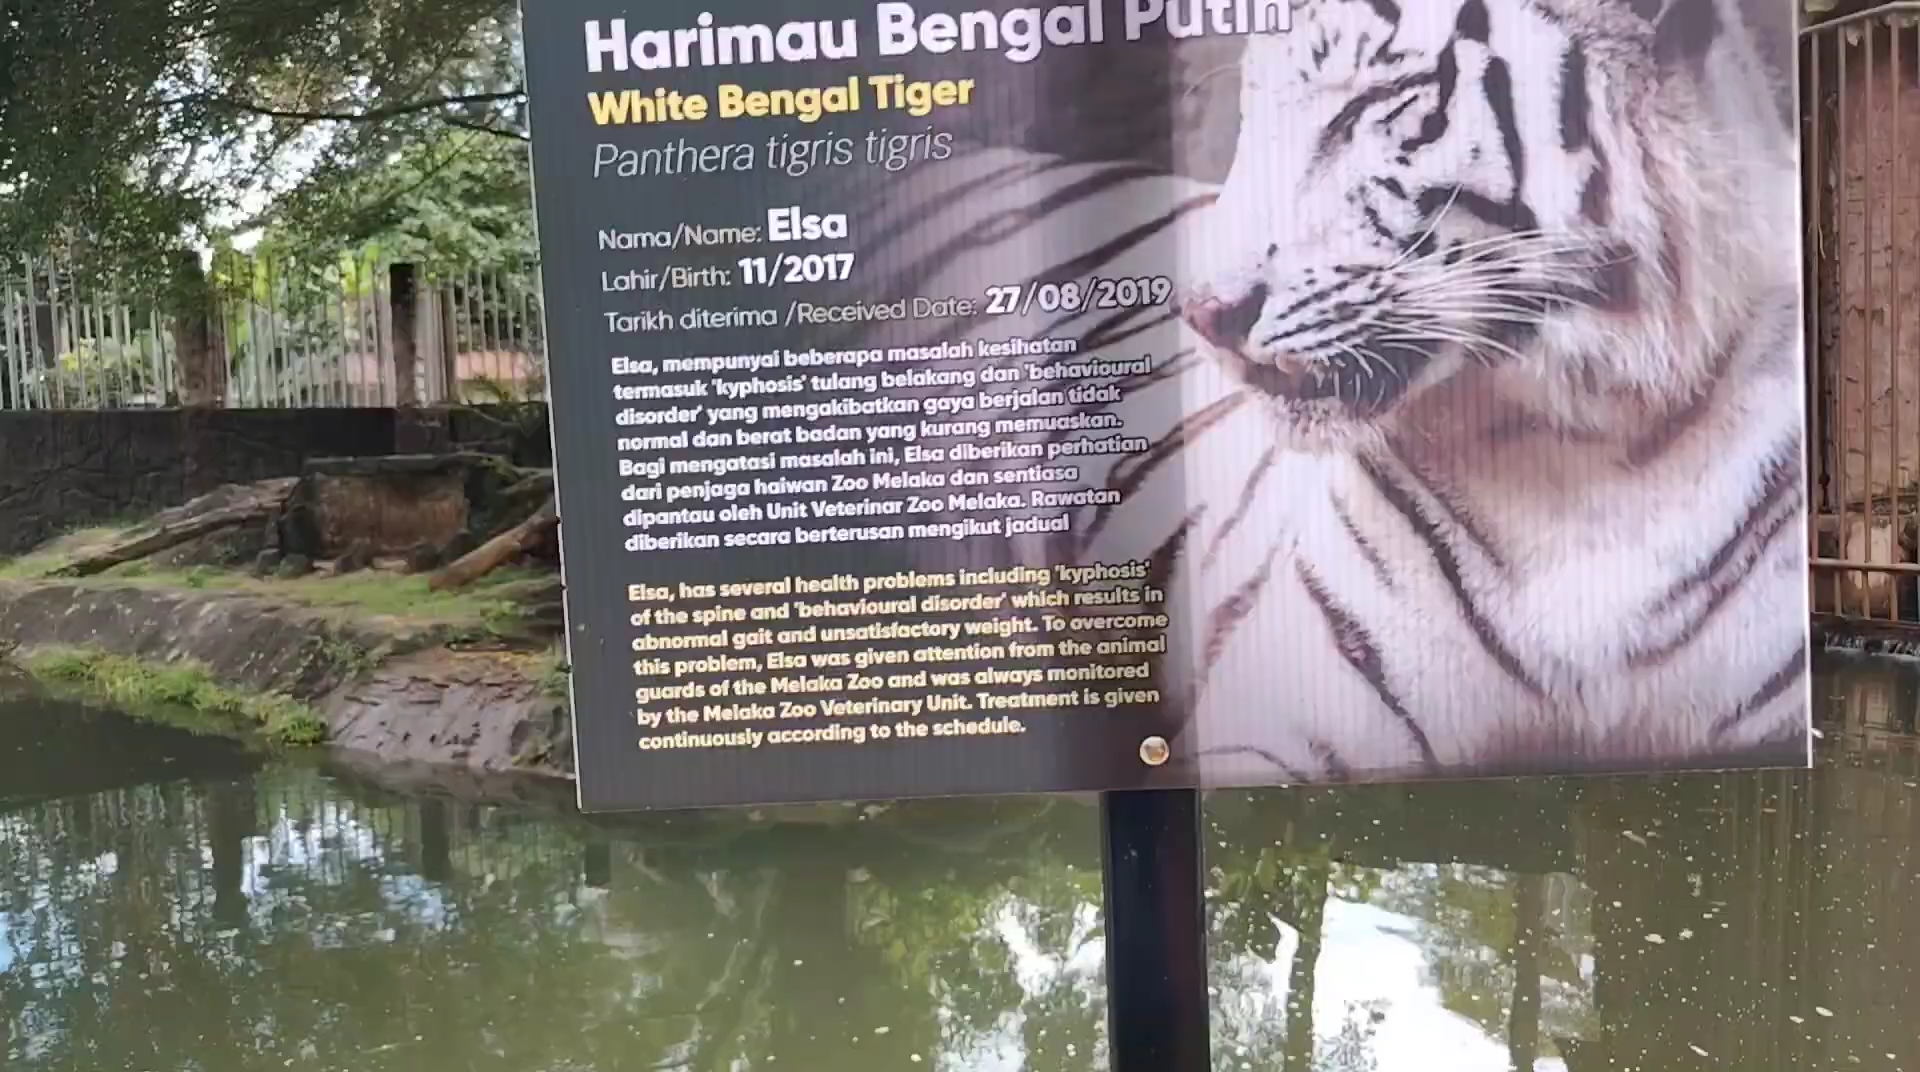 Harimau Bengal Putih
White Bengal Tiger
Panthera tigris tigris
Nama/Name: Elsa
Lahir/Birth: 11/2017
Tarikh diterima /Received Date: 27/08/2019
Elsa, mempunyai beberapa masalah kesihatan
termasuk 'kyphosis' tulang belakang dan 'behavioural
disorder' yang mengakibatkan gaya berjalan tidak
normal dan berat badan yang kurang memuaskan.
Bagi mengatasi masalah ini, Elsa diberikan perhatian
dari penjaga haiwan Zoo Melaka dan sentiasa
dipantau oleh Unit Veterinar Zoo Melaka. Rawatan
diberikan secara berterusan mengikut jadual
Elsa, has several health problems including 'kyphosis'
of the spine and 'behavioural disorder' which results in
abnormal gait and unsatisfactory weight. To overcome
this problem, Elsa was given attention from the animal
guards of the Melaka Zoo and was always monitored
by the Melaka Zoo Veterinary Unit. Treatment is given
continuously according to the schedule.